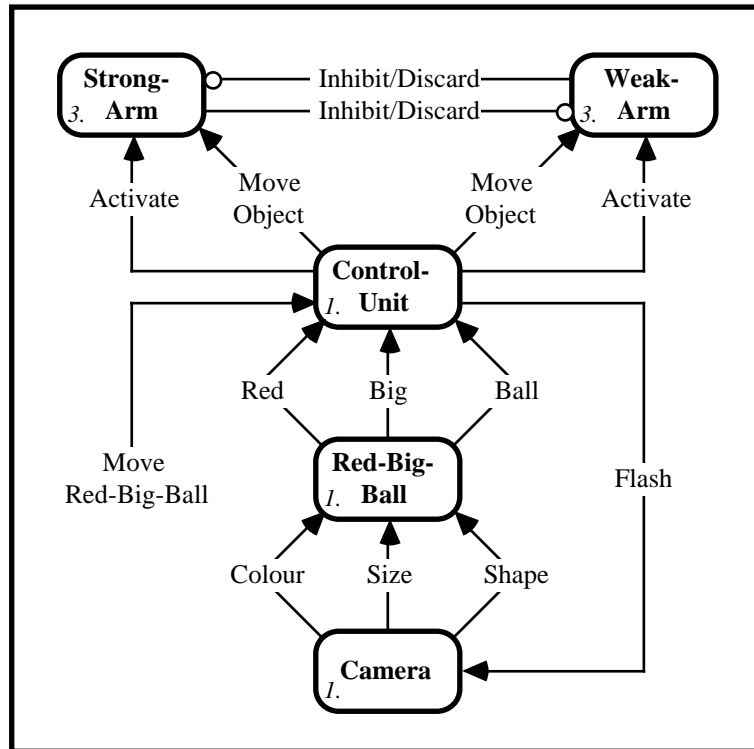 Strong-
3. Arm
Inhibit/Discard
Inhibit/Discard
Weak-
3. Arm
Activate
Move
Object
Move
Object
Activate
Control-
1. Unit
Red
Big
Ball
Move
Red-Big-Ball
Red-Big-
1. Ball
Flash
Colour
Size
Shape
Camera
1.